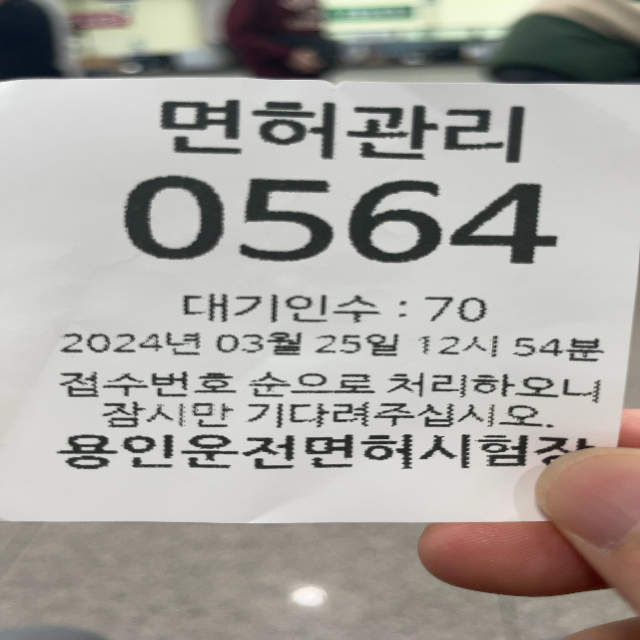 면허관리
0564
대기인수 : 70
2024년 03월 25일 12시 54분
접수번호 순으로 처리하오니
잠시만 기다려주십시오.
용인운전면허시험장